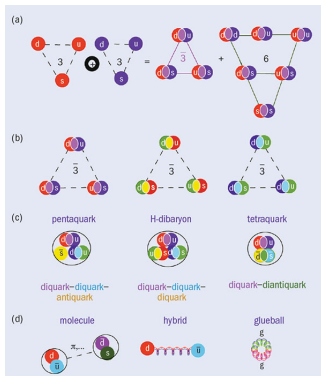 (a)
d u d u d u d d d u u u
3 3 3̅ 6
= +
s s d s u s d s u s
s s
(b)
d u d u d u
3̅ 3 3
d s u s d s u s d s u s
(c)
pentaquark H-dibaryon tetraquark
d u d u d u
s̅ d u u s d u d s
diquark–diquark– diquark–diquark– diquark–diantiquark
antiquark diquark
(d)
molecule hybrid glueball
π,... d g
d s d u̅
u̅ g